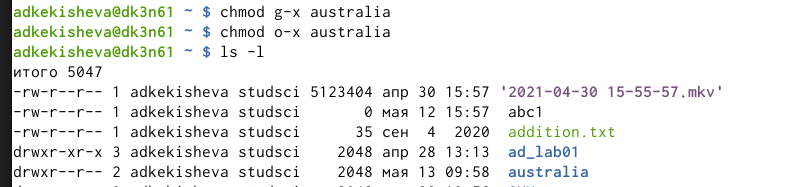 adkekisheva@dk3n61 ~ $ chmod g-x australia
adkekisheva@dk3n61 ~ $ chmod o-x australia
adkekisheva@dk3n61 ~ $ ls -l
итого 5047
-rw-r--r-- 1 adkekisheva studsci 5123404 апр 30 15:57 '2021-04-30 15-55-57.mkv'
-rw-r--r-- 1 adkekisheva studsci       0 мая 12 15:57 abc1
-rw-r--r-- 1 adkekisheva studsci      35 сен  4  2020 addition.txt
drwxr-xr-x 3 adkekisheva studsci    2048 апр 28 13:13 ad_lab01
drwxr--r-- 2 adkekisheva studsci    2048 мая 13 09:58 australia